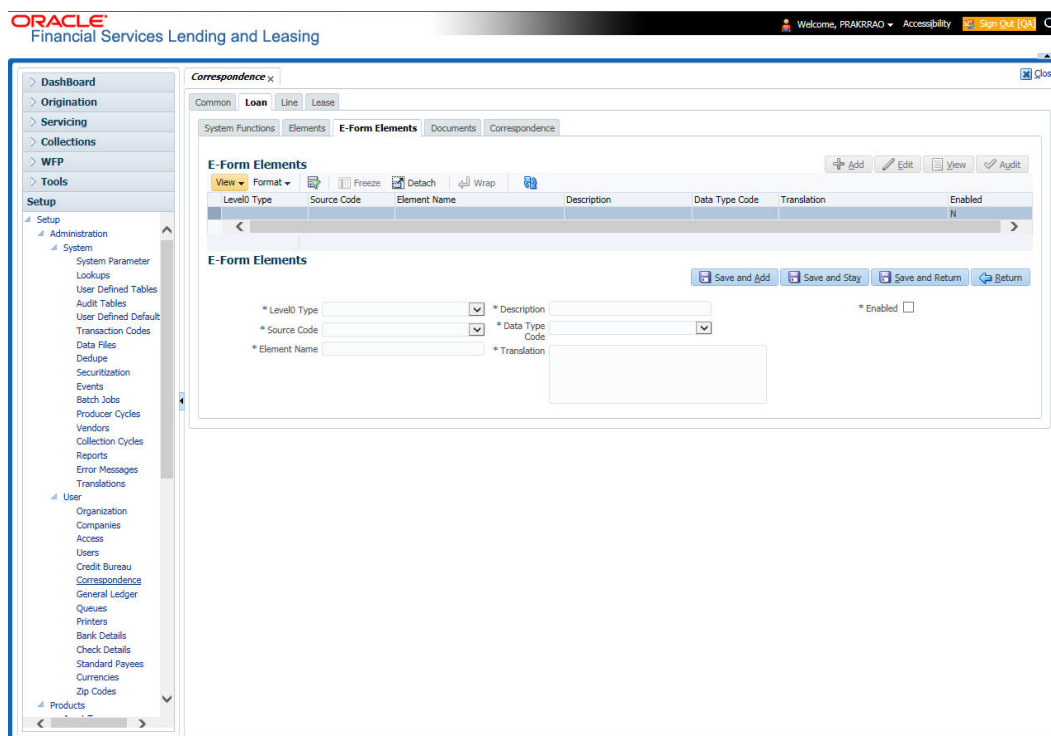 ORACLE
Financial Services Lending and Leasing
Welcome, PRAKRRAO Accessibility Sign Out [QA]
Close
DashBoard
Origination
Servicing
Collections
WFP
Tools
Setup
Setup
Administration
System
System Parameter
Lookups
User Defined Tables
Audit Tables
User Defined Default
Transaction Codes
Data Files
Dedupe
Securitization
Events
Batch Jobs
Producer Cycles
Vendors
Collection Cycles
Reports
Error Messages
Translations
User
Organization
Companies
Access
Users
Credit Bureau
Correspondence
General Ledger
Queues
Printers
Bank Details
Check Details
Standard Payees
Currencies
Zip Codes
Products
Correspondence x
Common Loan Line Lease
System Functions Elements E-Form Elements Documents Correspondence
E-Form Elements
Add Edit View Audit
View Format Freeze Detach Wrap
Level0 Type Source Code Element Name Description Data Type Code Translation Enabled
N
E-Form Elements
Save and Add Save and Stay Save and Return Return
* Level0 Type * Description * Enabled
* Source Code * Data Type Code
* Element Name * Translation